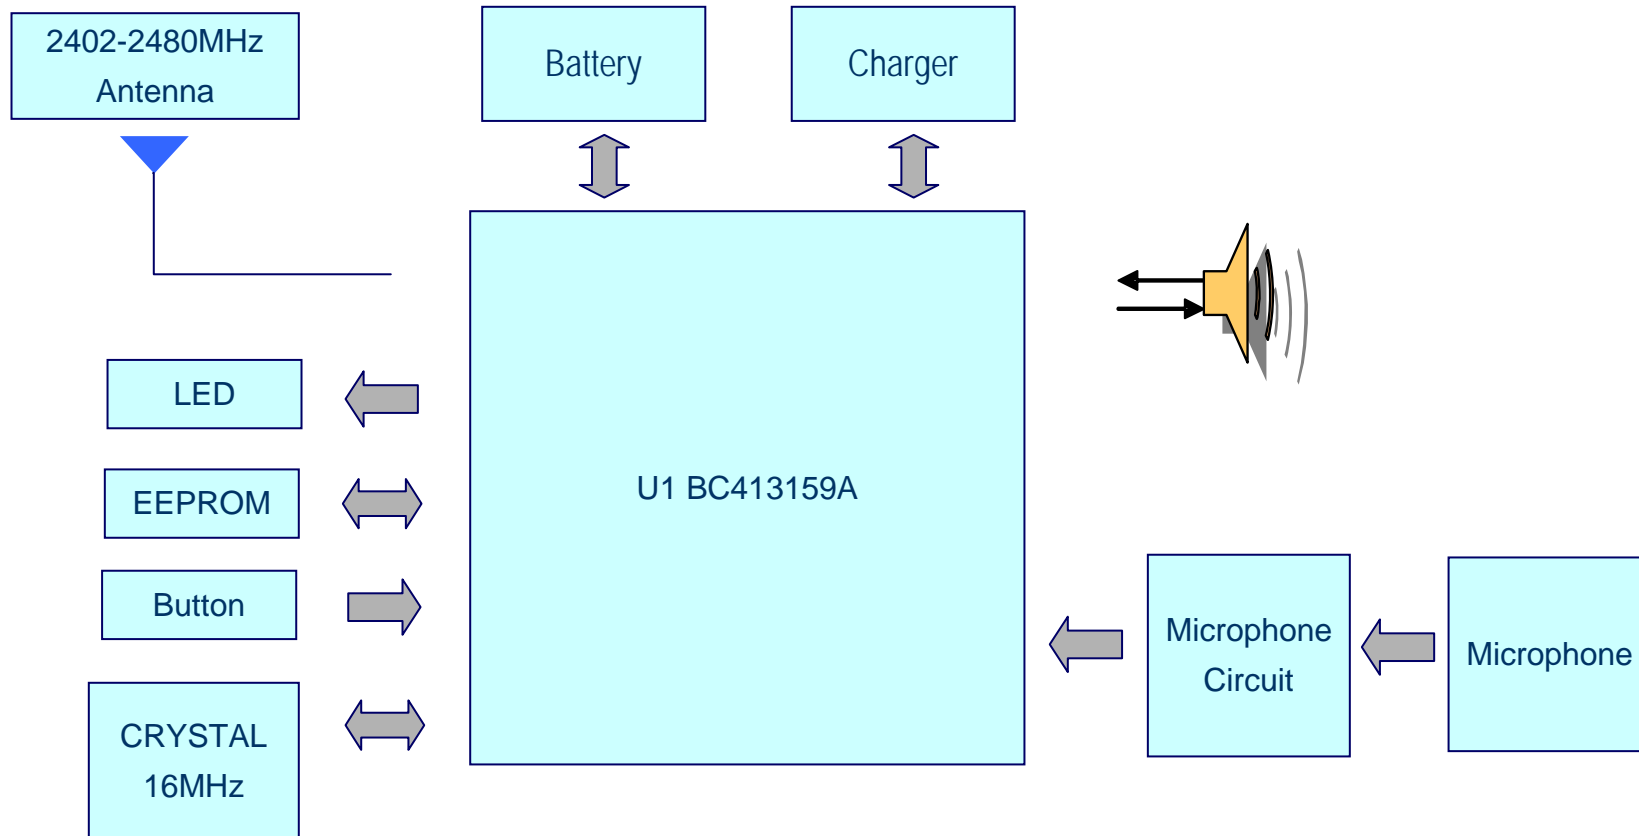 2402-2480MHz
Antenna
Battery
Charger
LED
EEPROM
Button
CRYSTAL
16MHz
U1 BC413159A
Microphone
Circuit
Microphone